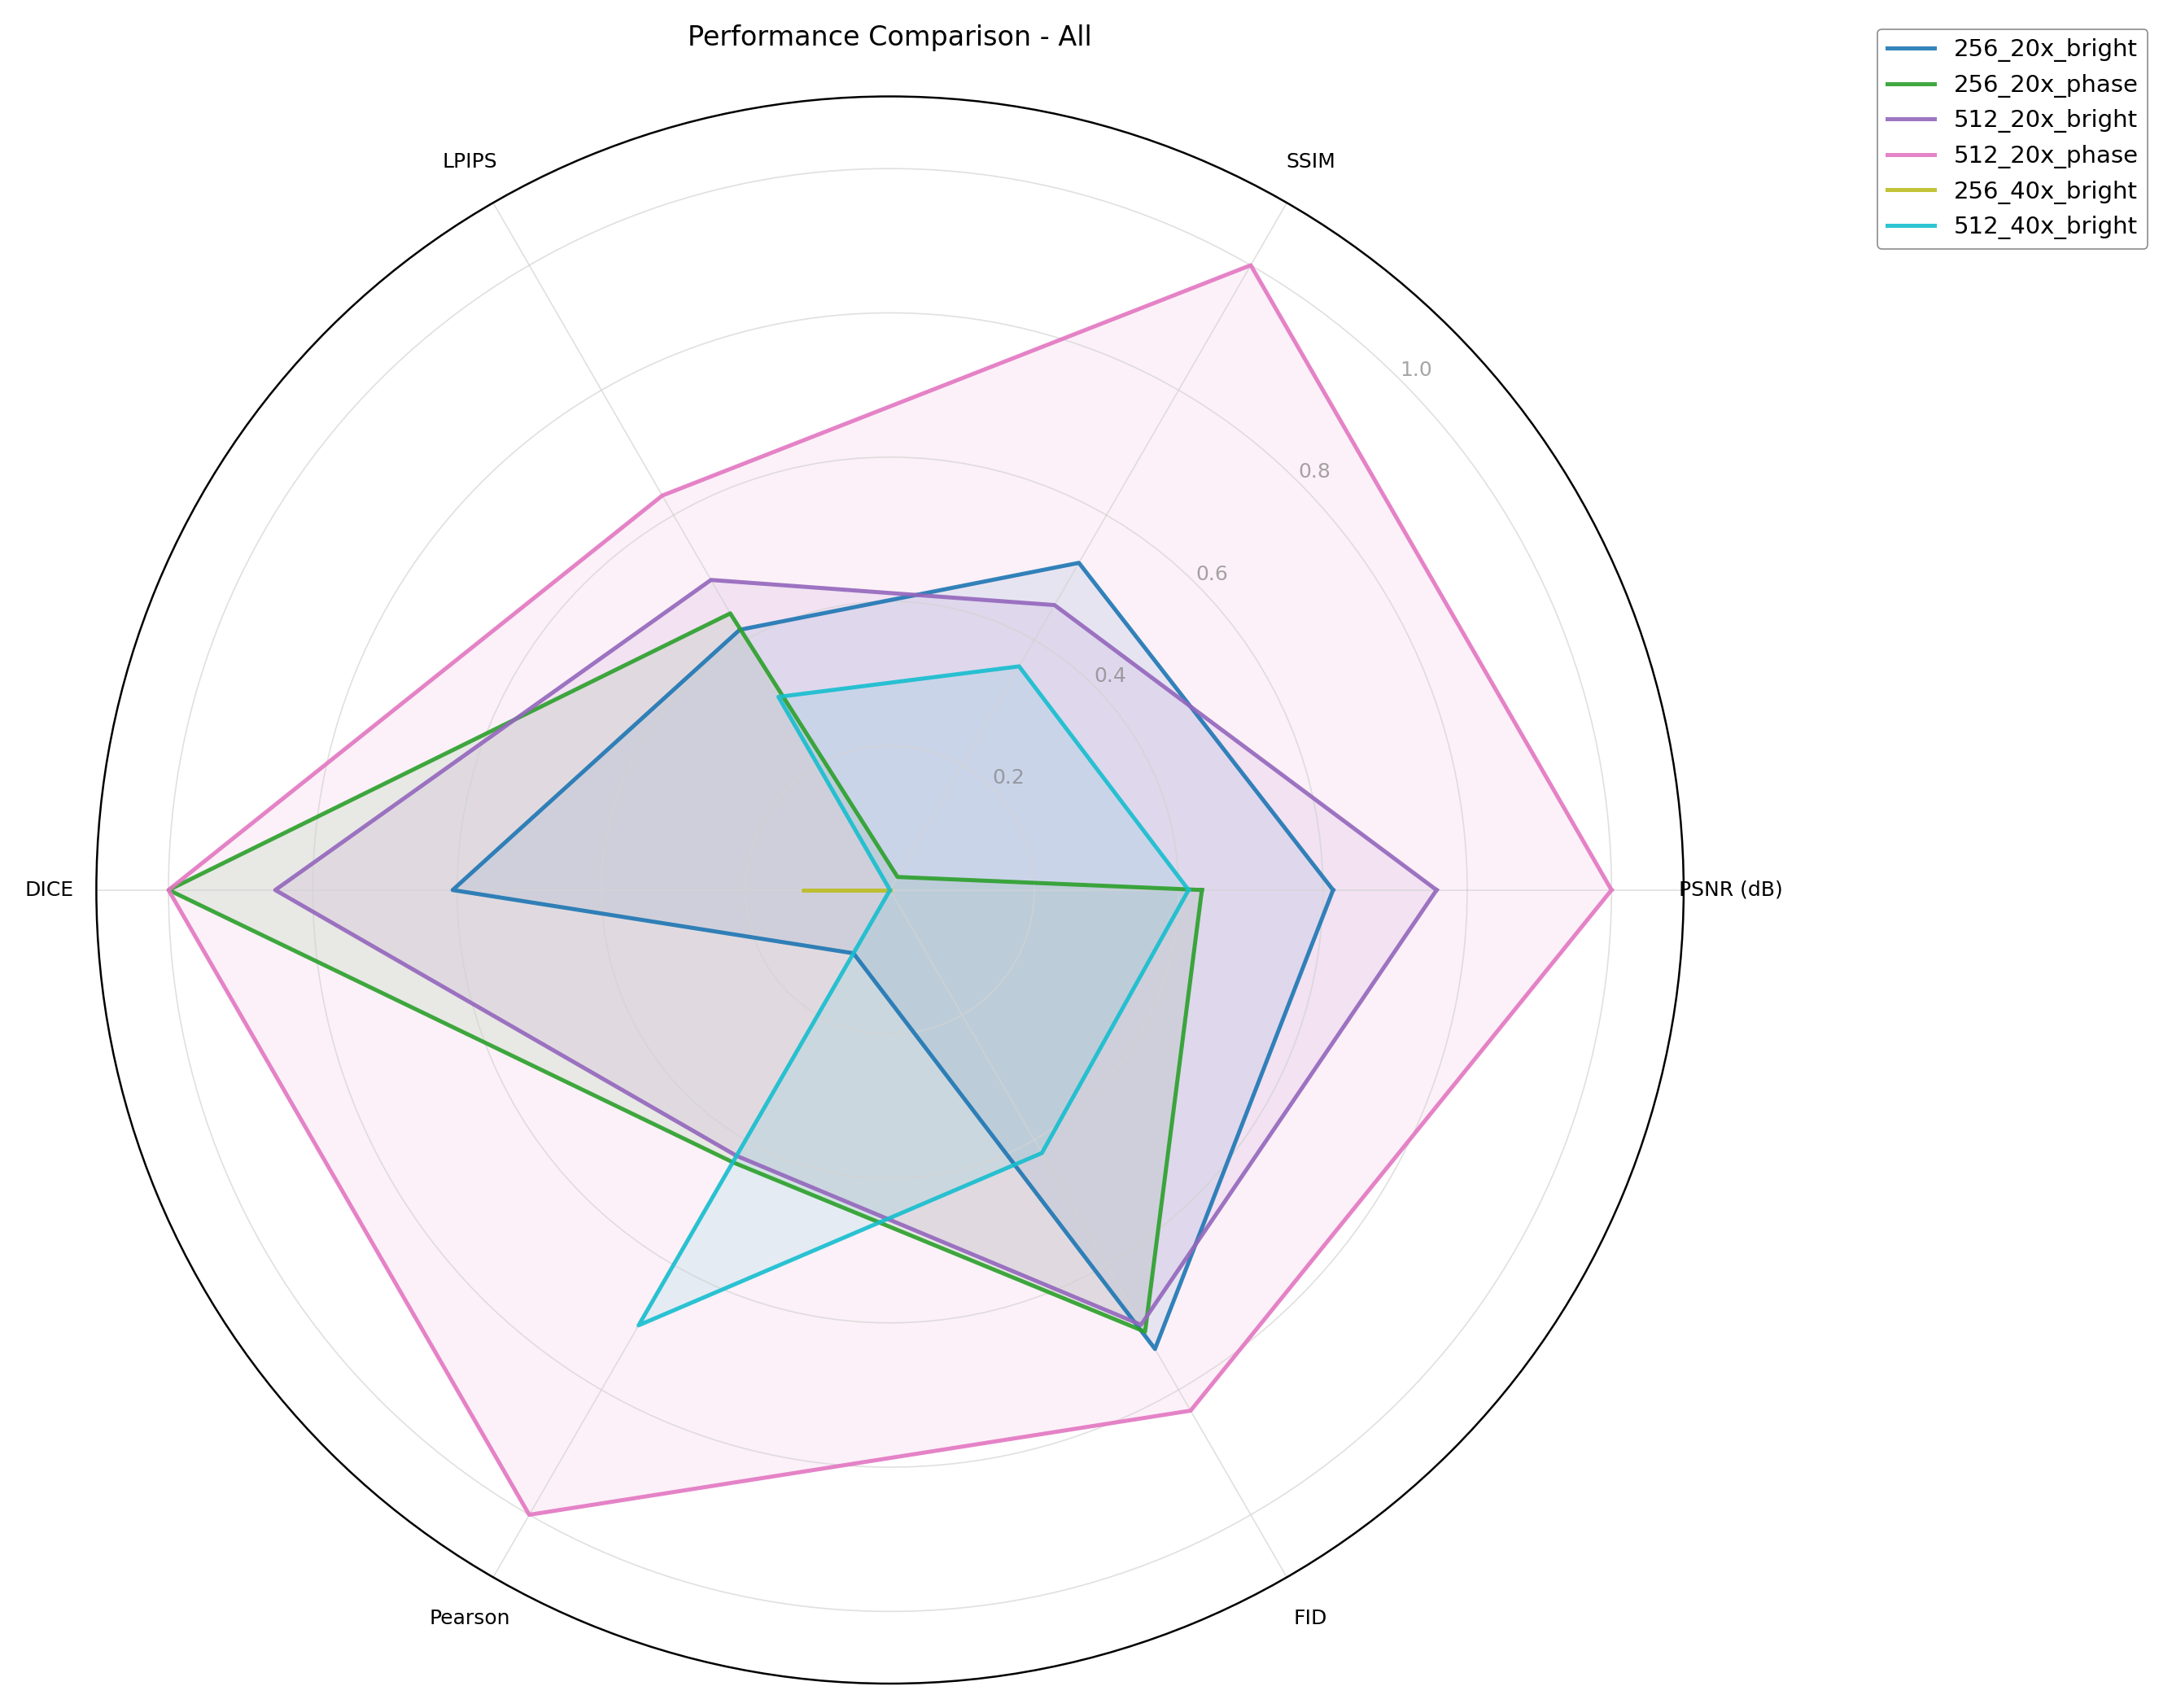 Performance Comparison - All
256_20x_bright
256_20x_phase
512_20x_bright
512_20x_phase
256_40x_bright
512_40x_bright
LPIPS
SSIM
1.0
0.8
0.6
0.4
0.2
DICE
PSNR (dB)
Pearson
FID